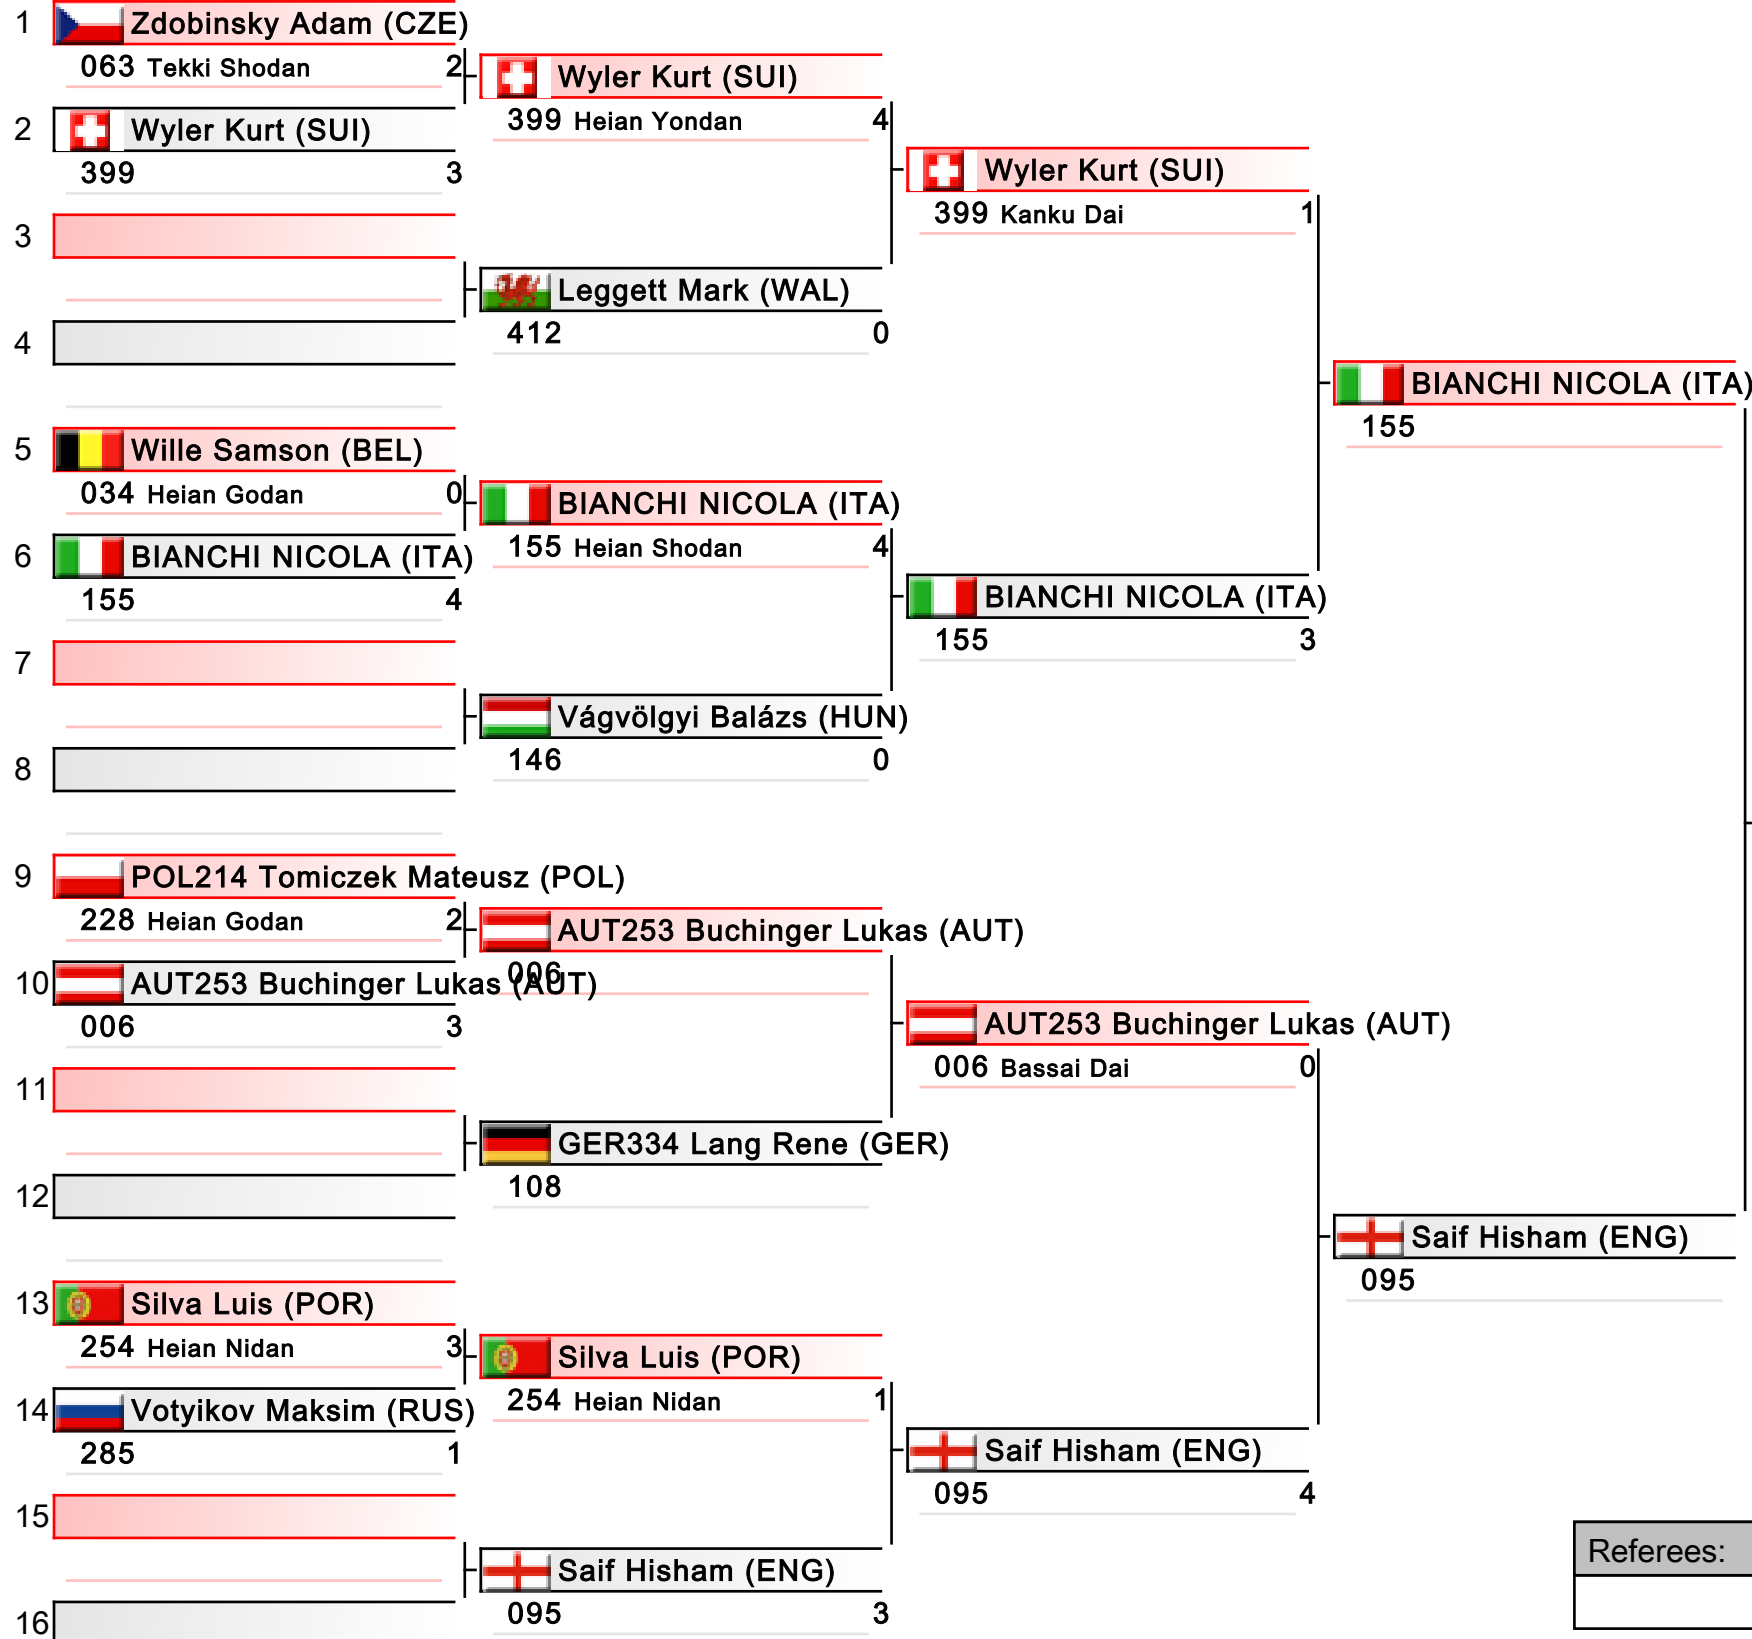 1 Zdobinsky Adam (CZE)
063 Tekki Shodan 2
2 Wyler Kurt (SUI)
399 3
3
4
5 Wille Samson (BEL)
034 Heian Godan 0
6 BIANCHI NICOLA (ITA)
155 4
7
8
9 POL214 Tomiczek Mateusz (POL)
228 Heian Godan 2
10 AUT253 Buchinger Lukas (AUT)
006 3
11
12
13 Silva Luis (POR)
254 Heian Nidan 3
14 Votyikov Maksim (RUS)
285 1
15
16
Wyler Kurt (SUI)
399 Heian Yondan 4
Leggett Mark (WAL)
412 0
BIANCHI NICOLA (ITA)
155 Heian Shodan 4
Vágvölgyi Balázs (HUN)
146 0
AUT253 Buchinger Lukas (AUT)
006
GER334 Lang Rene (GER)
108
Silva Luis (POR)
254 Heian Nidan 1
Saif Hisham (ENG)
095 3
Wyler Kurt (SUI)
399 Kanku Dai 1
BIANCHI NICOLA (ITA)
155 3
AUT253 Buchinger Lukas (AUT)
006 Bassai Dai 0
Saif Hisham (ENG)
095 4
BIANCHI NICOLA (ITA)
155
Saif Hisham (ENG)
095
Referees: